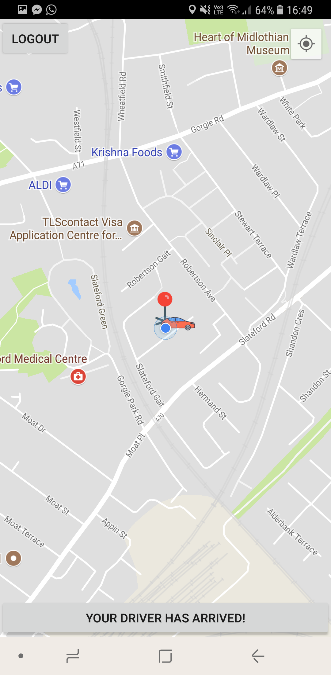 64% 16:49
LOGOUT
Heart of Midlothian
Museum
Westfield Rd
Smithfield St
Westfield St
White Park
Wardlaw St
Gorgie Rd
A71
Krishna Foods
Wardlaw Pl
ALDI
TLScontact Visa
Application Centre for...
Sinclair Pl
Stewart Terrace
Wardlaw Terrace
Robertson Gait
Robertson Ave
Slateford Green
Slateford Rd
Shandon Cres
ord Medical Centre
Slateford Gait
Gorgie Park Rd
Shandon St
Hermand St
Moat Dr
Moat Pl
Moat St
Moat Terrace
Appin St
Alderbank Terrace
YOUR DRIVER HAS ARRIVED!